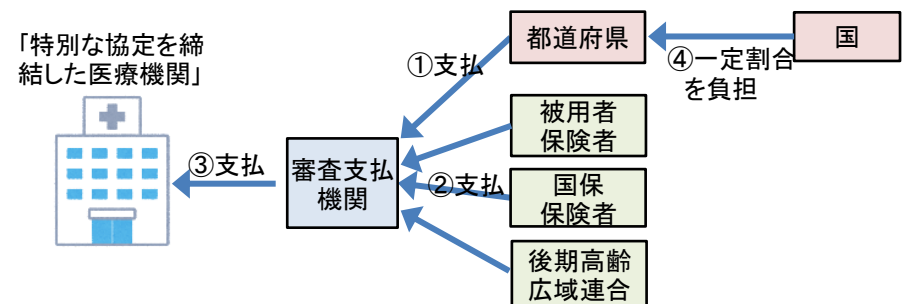 「特別な協定を締
結した医療機関」
①支払
都道府県
④一定割合
を負担
国
被用者
保険者
③支払
審査支払
機関
②支払
国保
保険者
後期高齢
広域連合